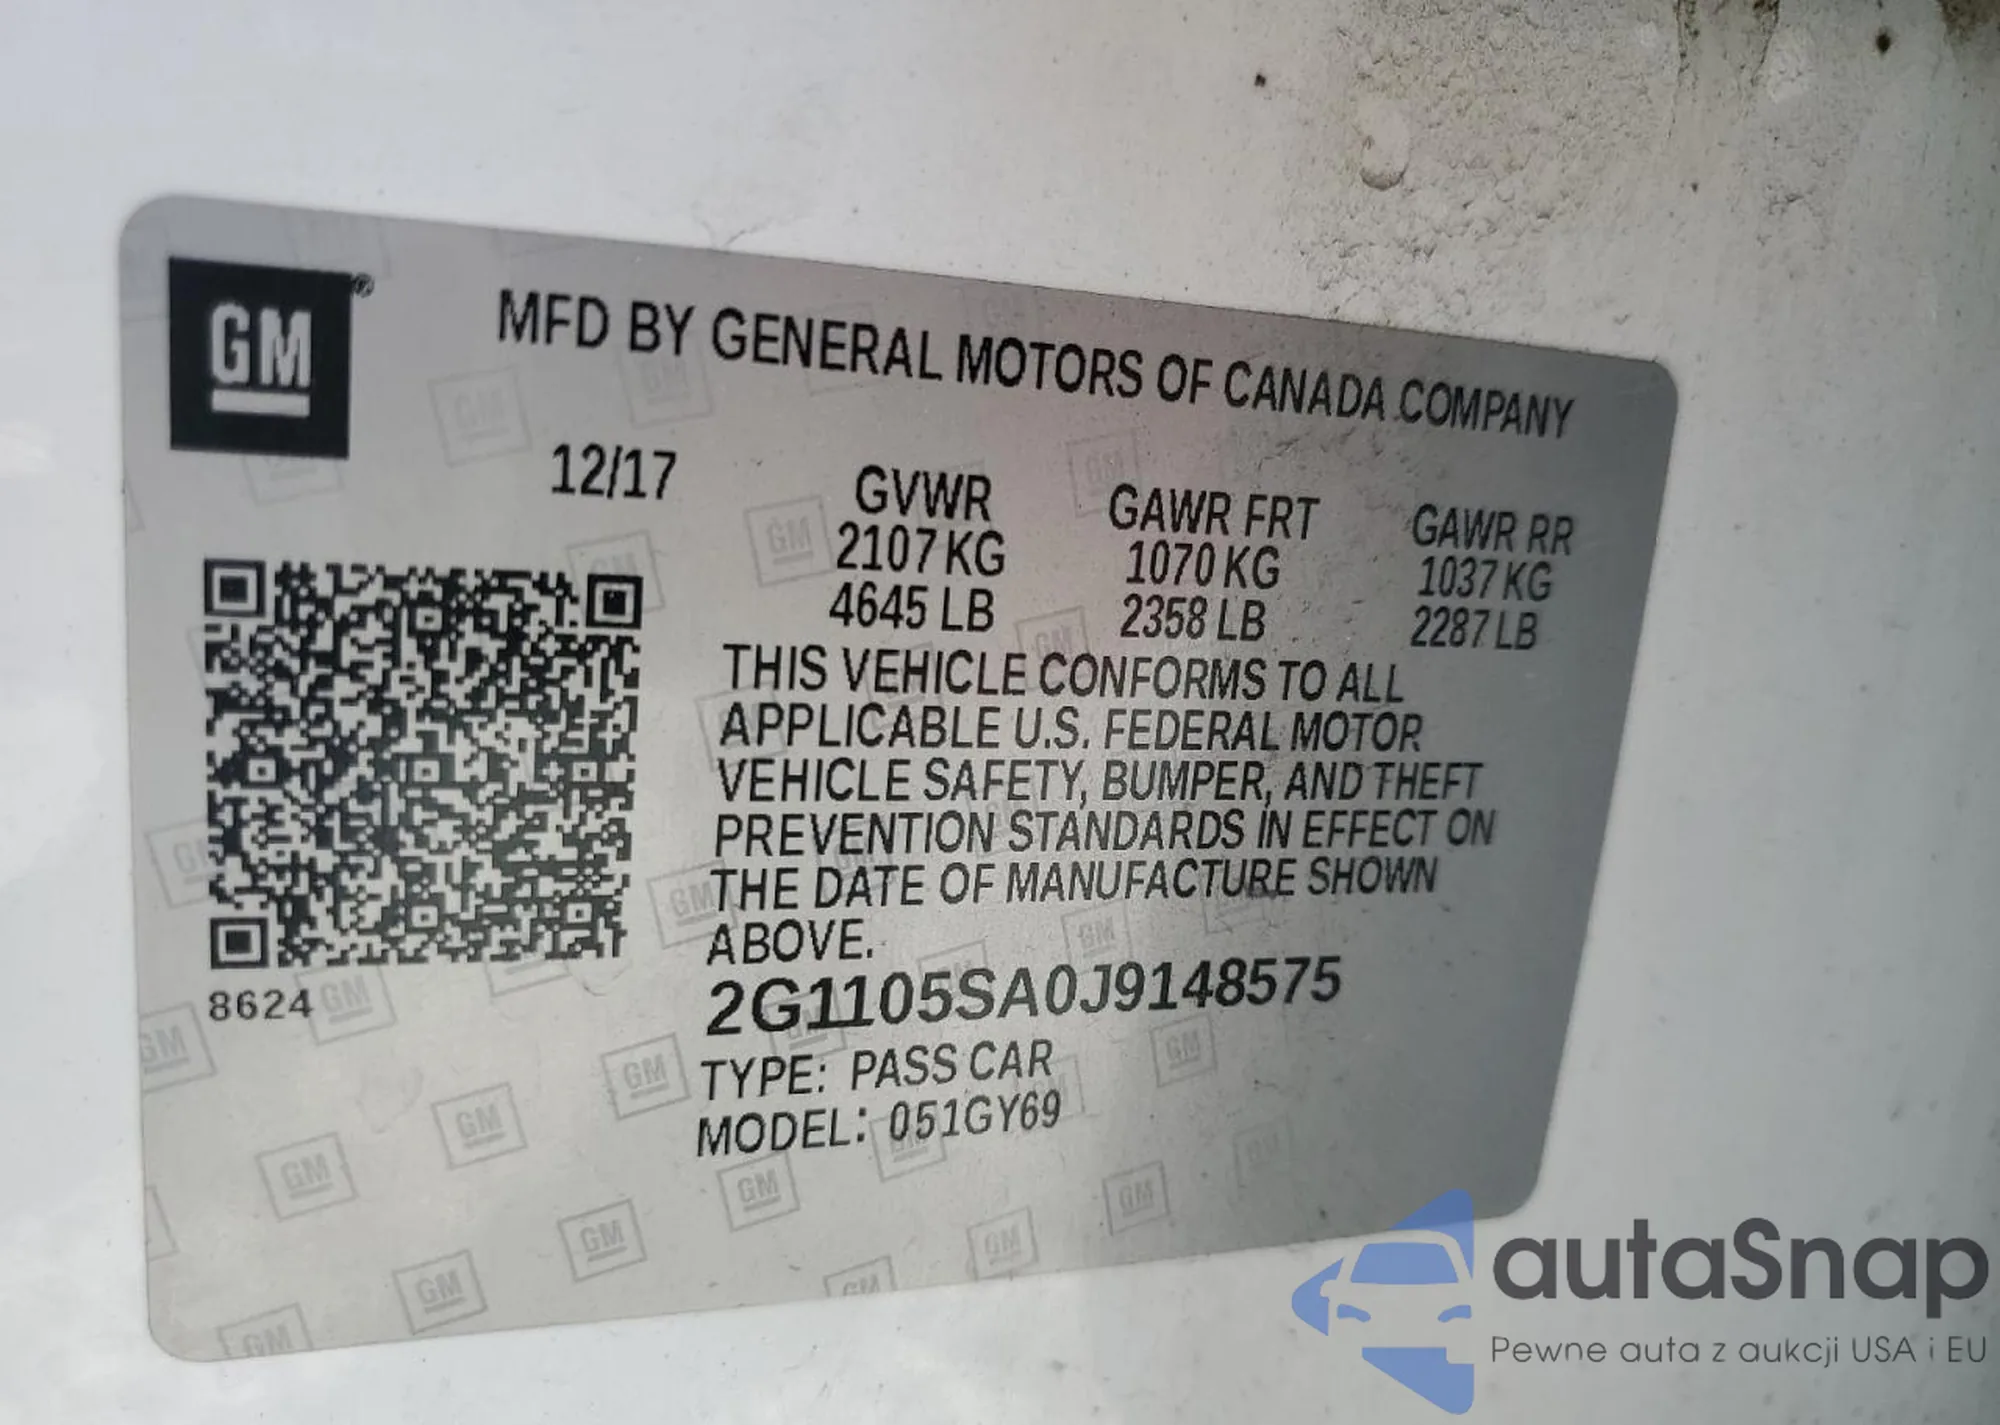 GM®
MFD BY GENERAL MOTORS OF CANADA COMPANY
12/17
GVWR
2107 KG
4645 LB
GAWR FRT
1070 KG
2358 LB
GAWR RR
1037 KG
2287 LB
THIS VEHICLE CONFORMS TO ALL
APPLICABLE U.S. FEDERAL MOTOR
VEHICLE SAFETY, BUMPER, AND THEFT
PREVENTION STANDARDS IN EFFECT ON
THE DATE OF MANUFACTURE SHOWN
ABOVE.
8624
2G1105SA0J9148575
TYPE: PASS CAR
MODEL: 051GY69
autaSnap
Pewne auta z aukcji USA i EU